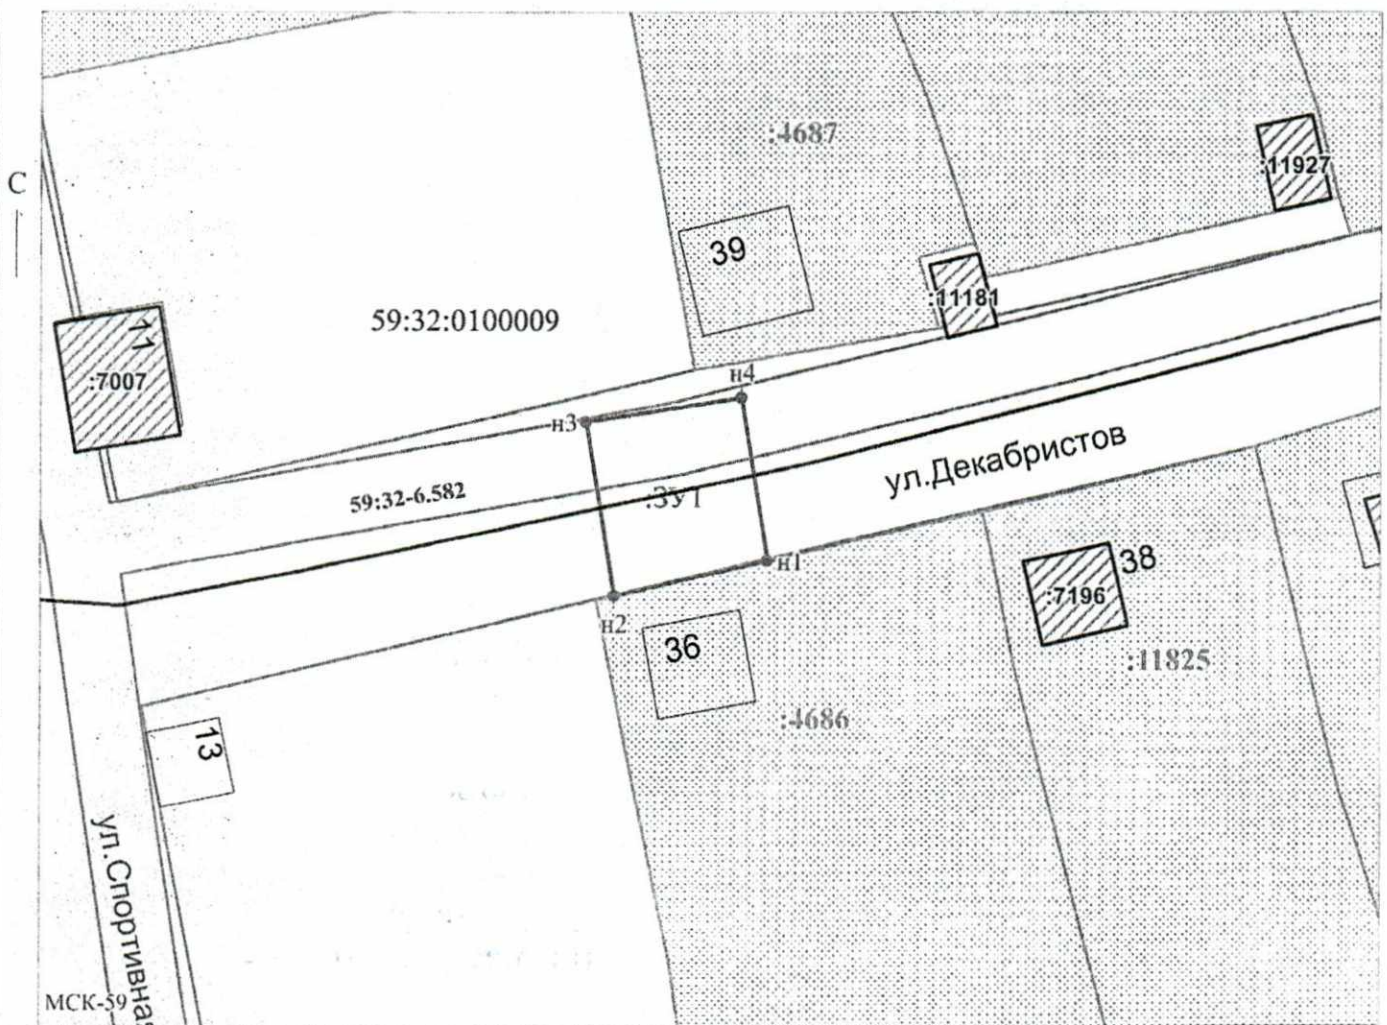 :4687
:11927
С
39
:11181
11
59:32:0100009
:7007
н4
н3
ул.Декабристов
59:32-6.582
:ЗУ1
н1
38
:7196
н2
36
:11825
:4686
13
ул.Спортивная
МСК-59